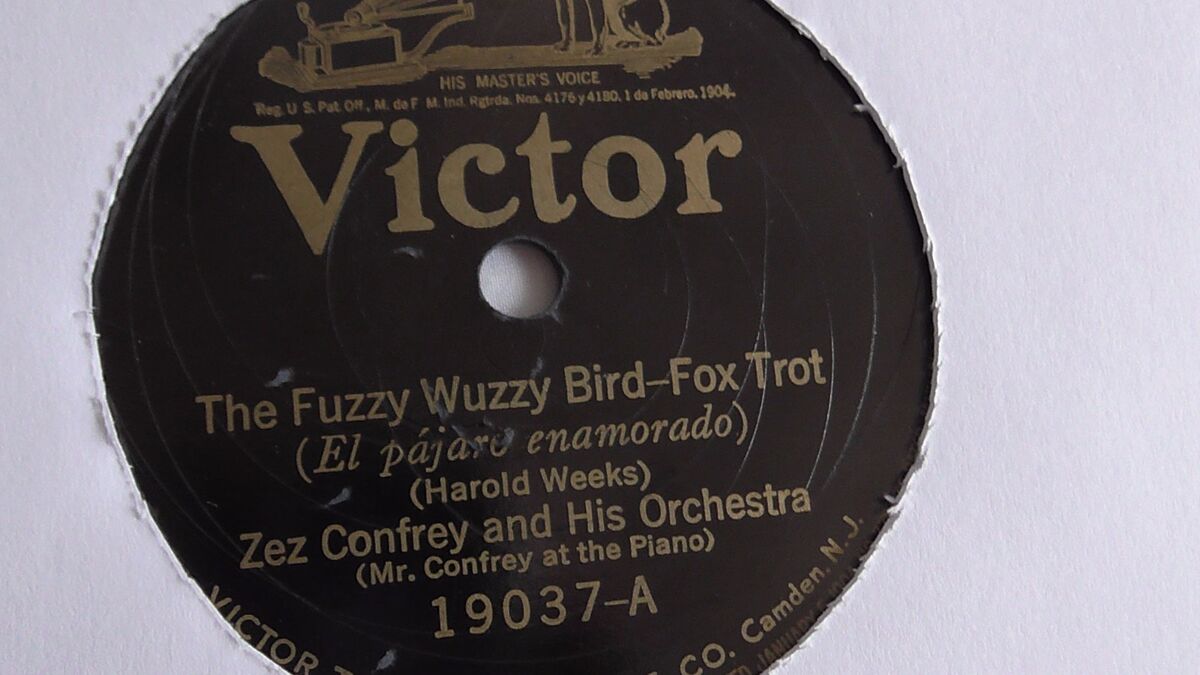 HIS MASTER'S VOICE
Reg. U S. Pat. Off., M. de F M. Ind. Rgtrda. Nos. 4176 y 4180. 1 de Febrero. 1904.
Victor
The Fuzzy Wuzzy Bird–Fox Trot
(El pájaro enamorado)
(Harold Weeks)
Zez Confrey and His Orchestra
(Mr. Confrey at the Piano)
19037-A
VICTOR CO. Camden, N. J.